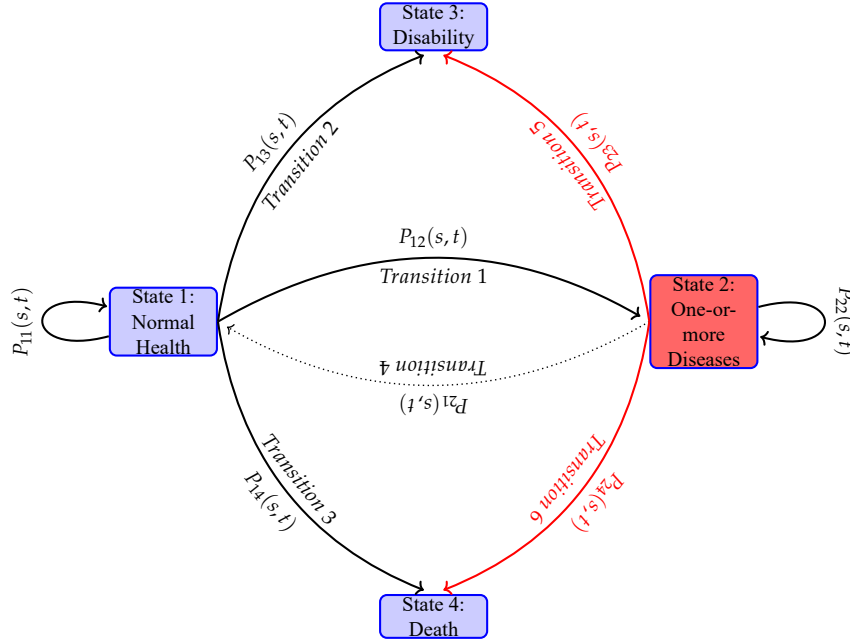 State 3:
Disability
P₁₃(s, t)
Transition 2
P₂₃(s, t)
Transition 5
P₁₂(s, t)
Transition 1
P₁₁(s, t)
State 1:
Normal
Health
State 2:
One-or-
more
Diseases
P₂₂(s, t)
Transition 4
P₂₁(s, t)
Transition 3
P₁₄(s, t)
Transition 6
P₂₄(s, t)
State 4:
Death